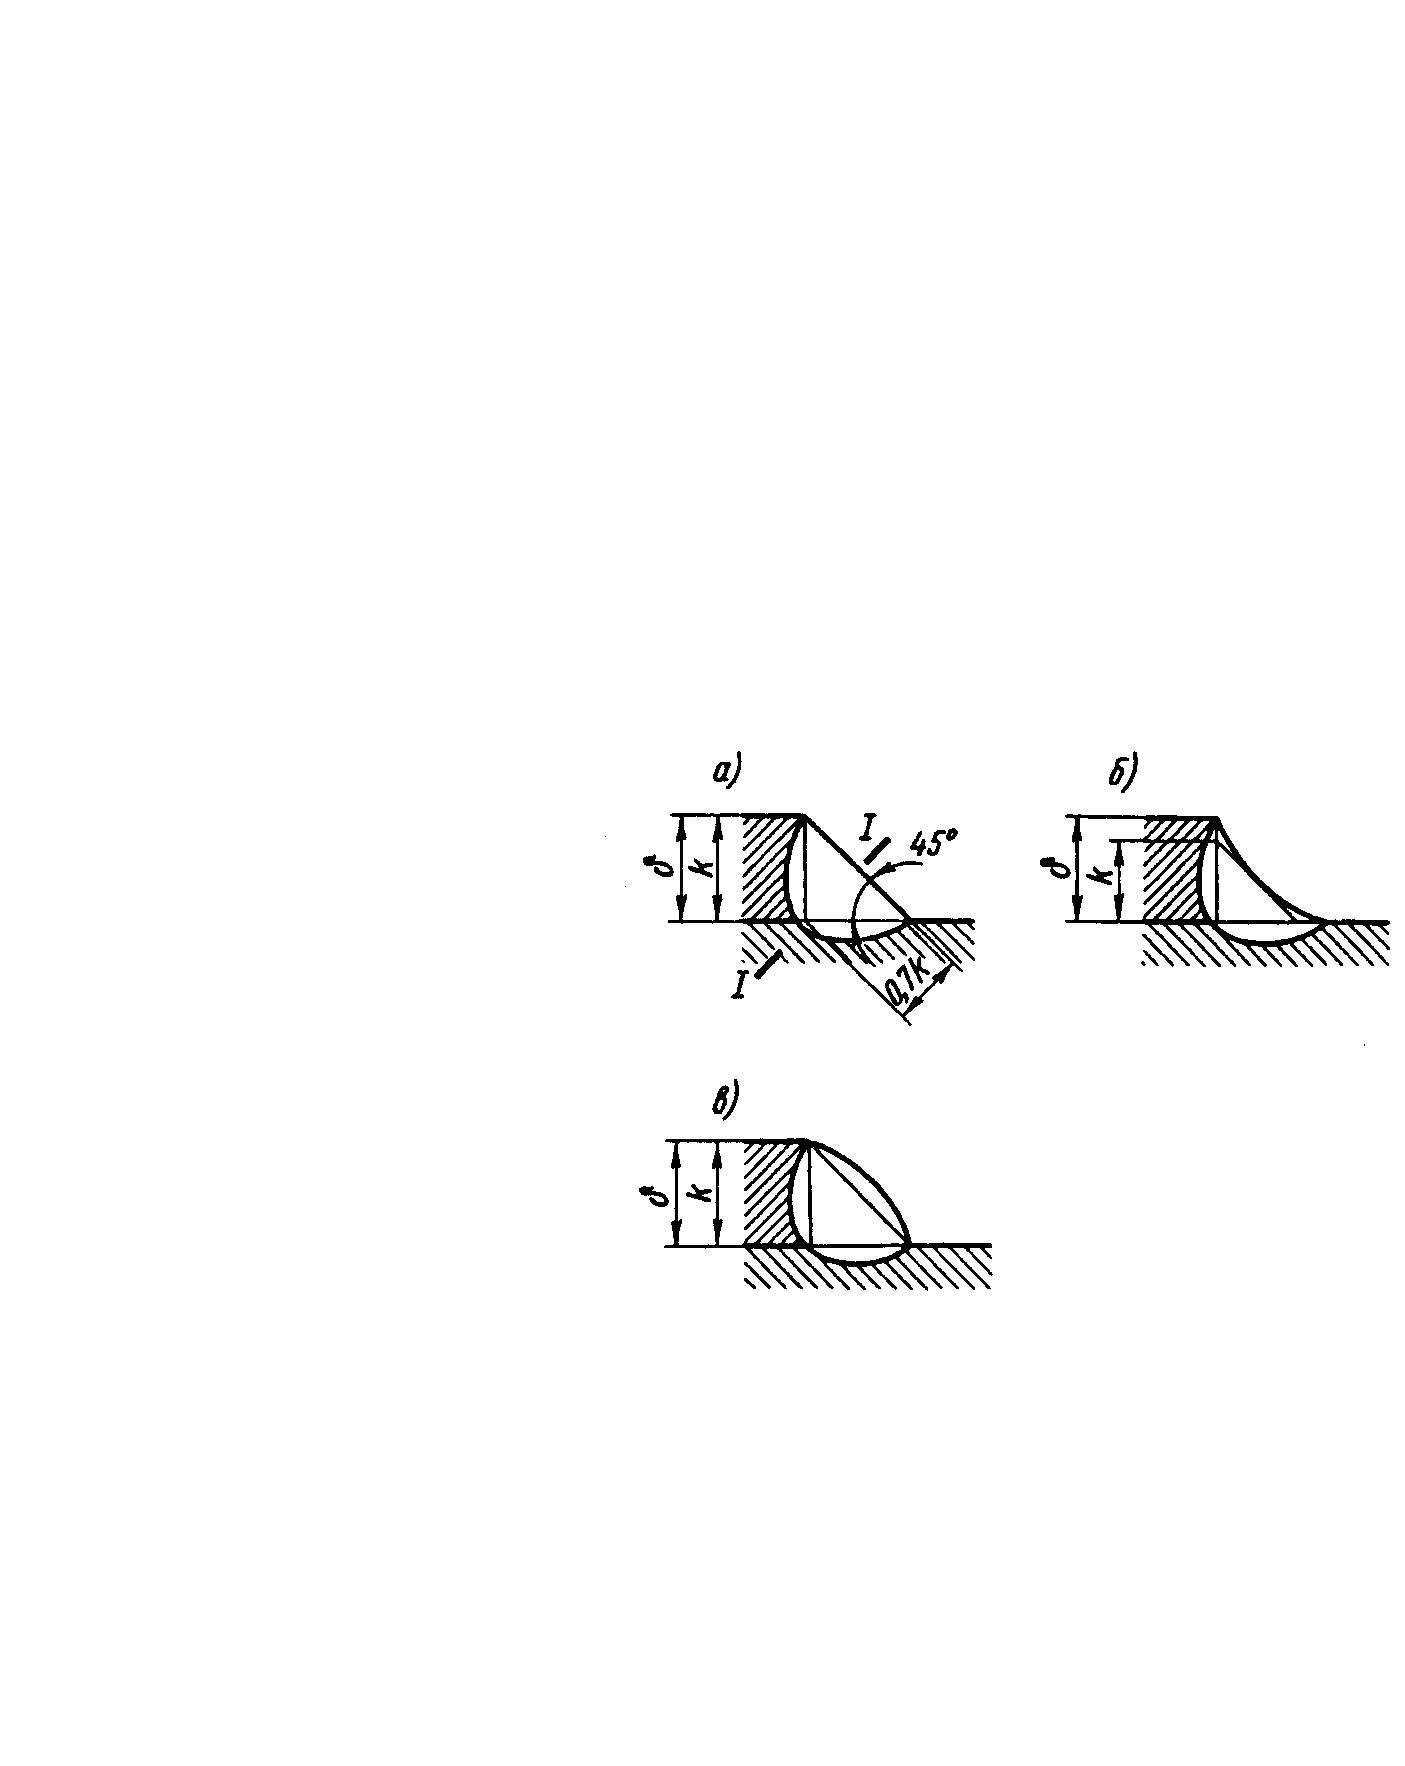 а) б)
I 45°
δ k δ k
I 0,7k
в)
δ k